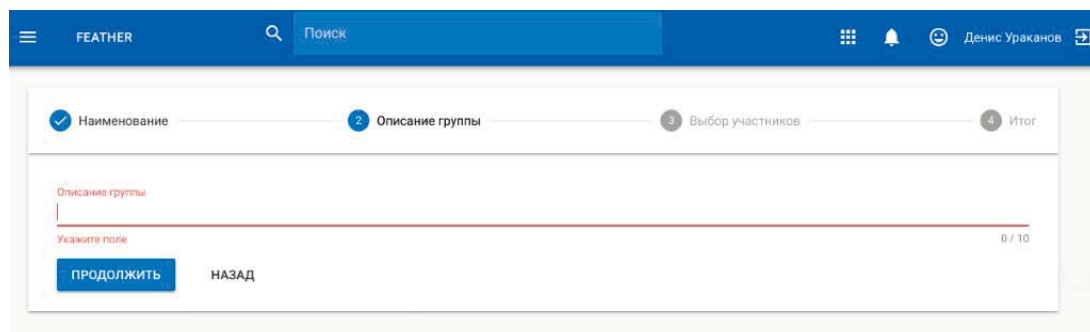 FEATHER Поиск Денис Ураканов
Наименование 2 Описание группы 3 Выбор участников 4 Итог
Описание группы
Укажите поле 0 / 10
ПРОДОЛЖИТЬ НАЗАД